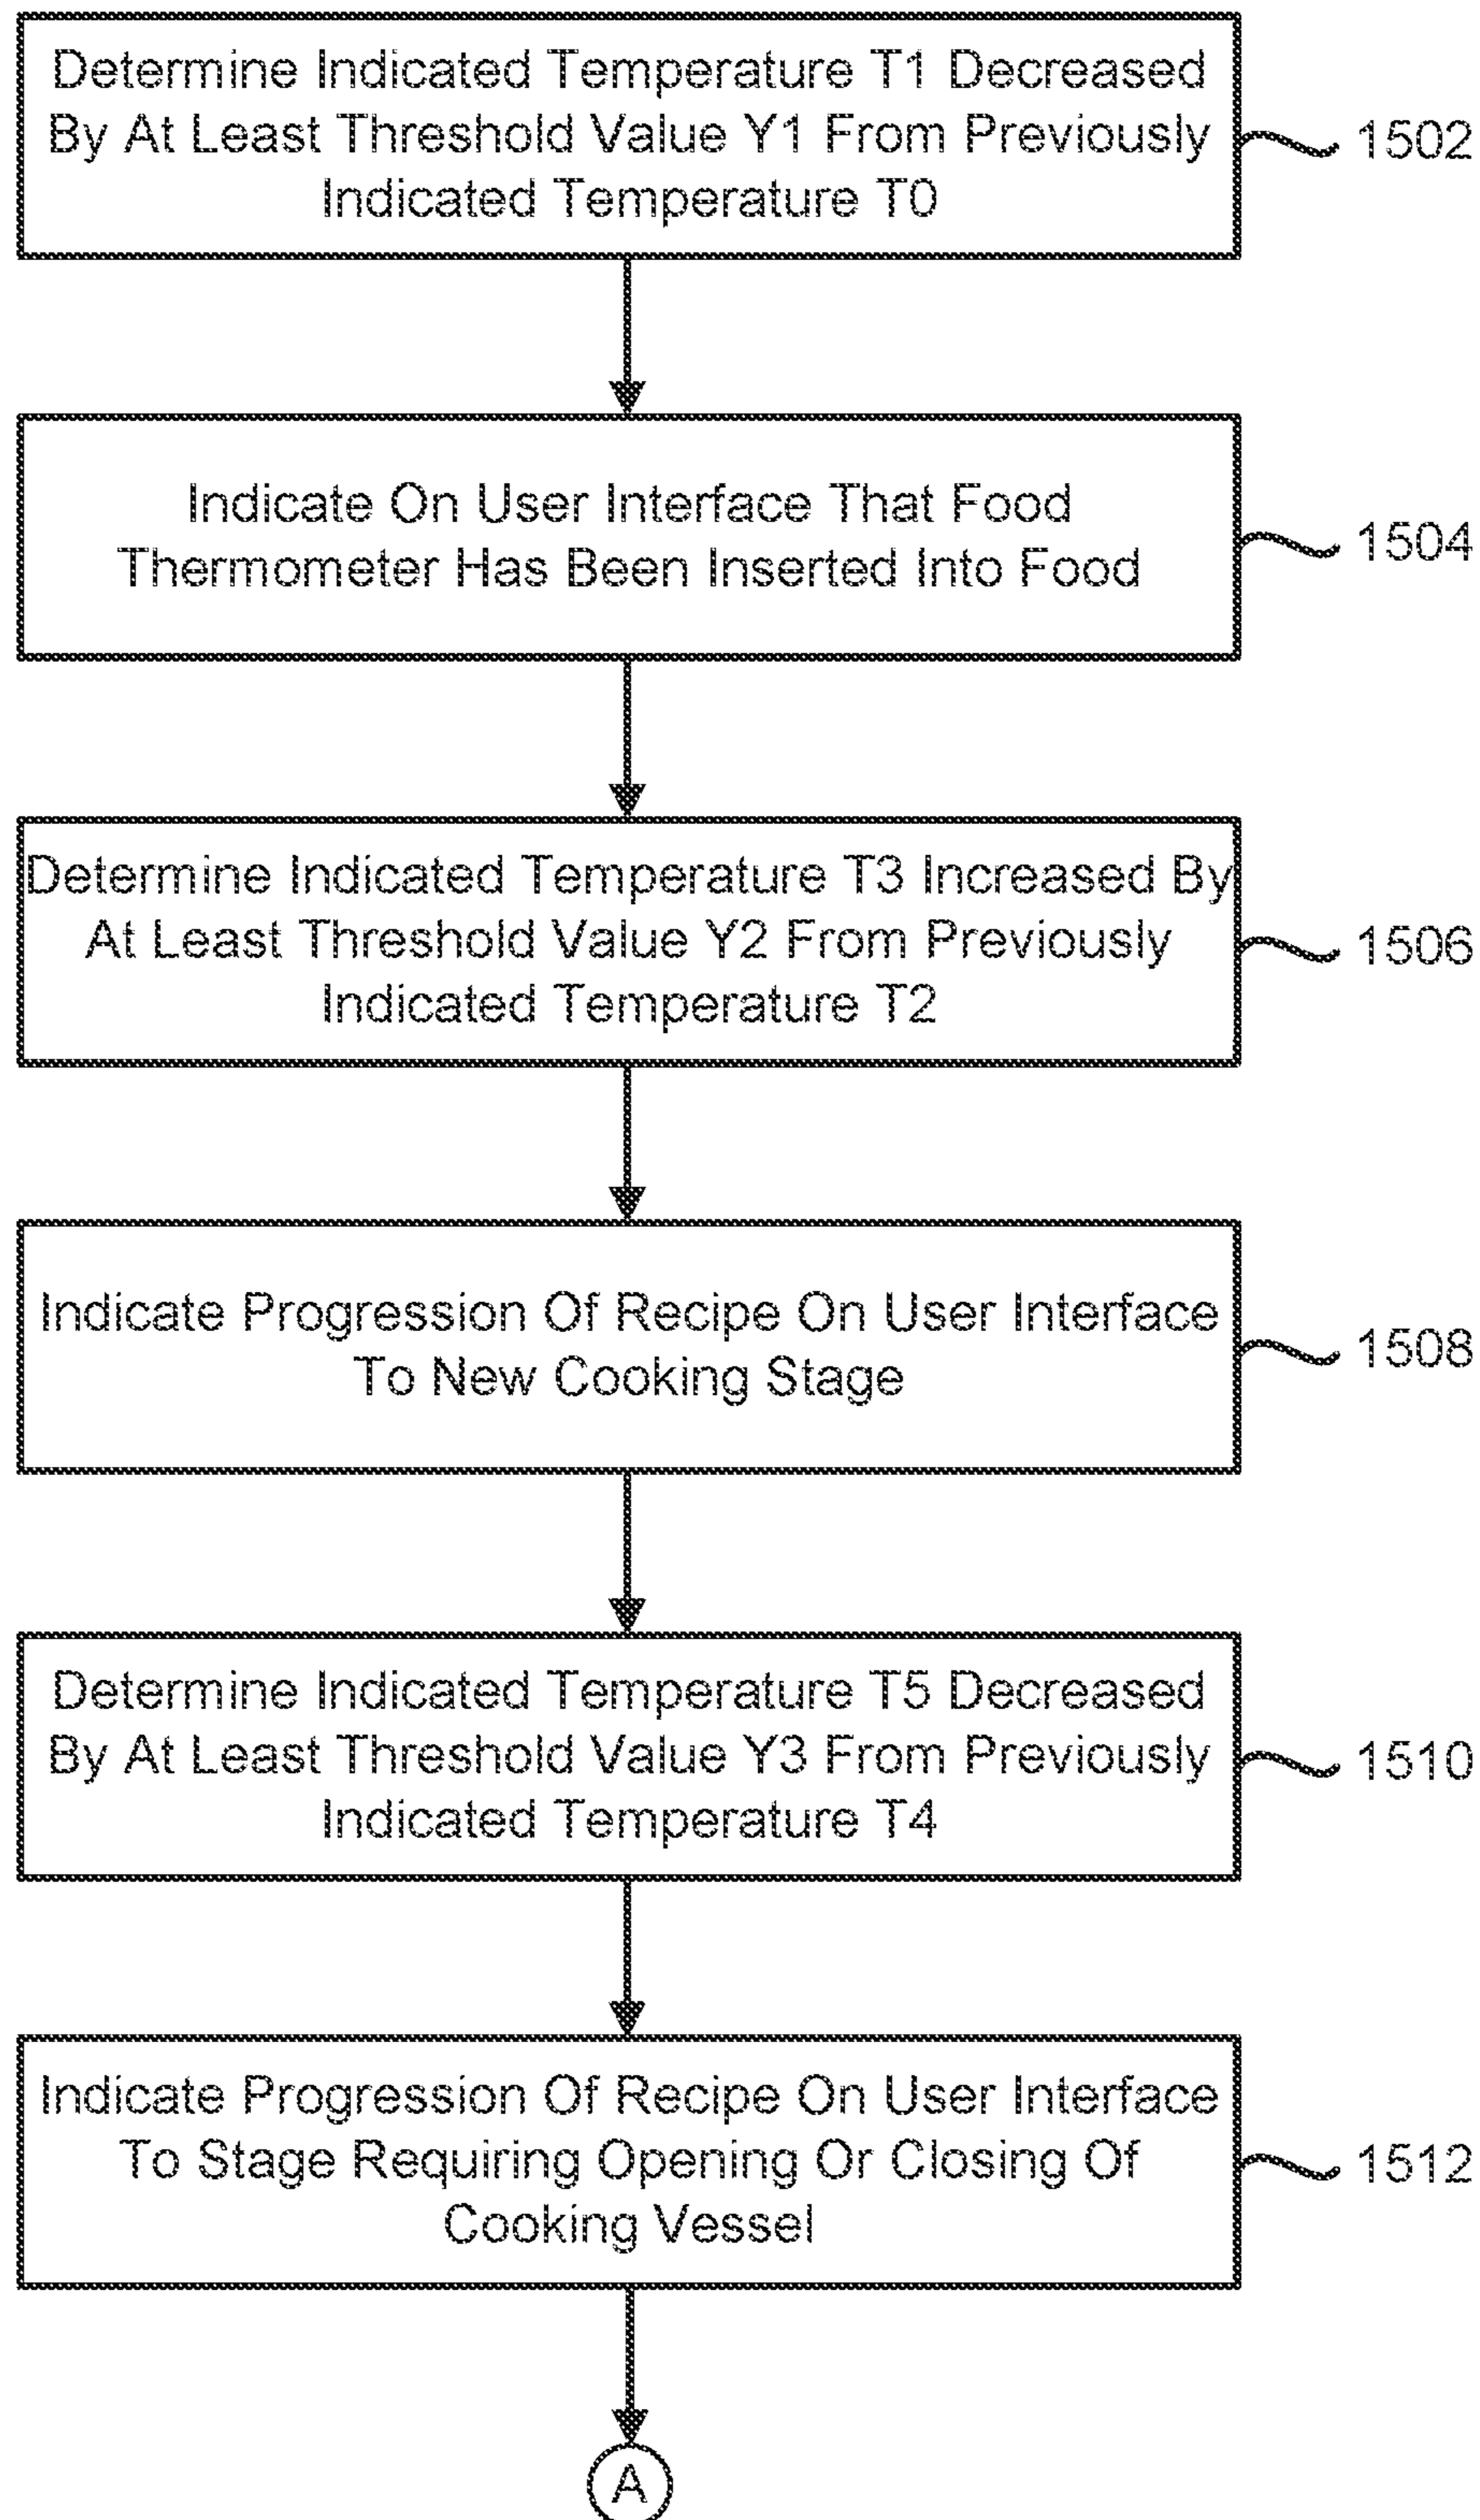 Determine Indicated Temperature T1 Decreased
By At Least Threshold Value Y1 From Previously
Indicated Temperature T0
1502
Indicate On User Interface That Food
Thermometer Has Been Inserted Into Food
1504
Determine Indicated Temperature T3 Increased By
At Least Threshold Value Y2 From Previously
Indicated Temperature T2
1506
Indicate Progression Of Recipe On User Interface
To New Cooking Stage
1508
Determine Indicated Temperature T5 Decreased
By At Least Threshold Value Y3 From Previously
Indicated Temperature T4
1510
Indicate Progression Of Recipe On User Interface
To Stage Requiring Opening Or Closing Of
Cooking Vessel
1512
A